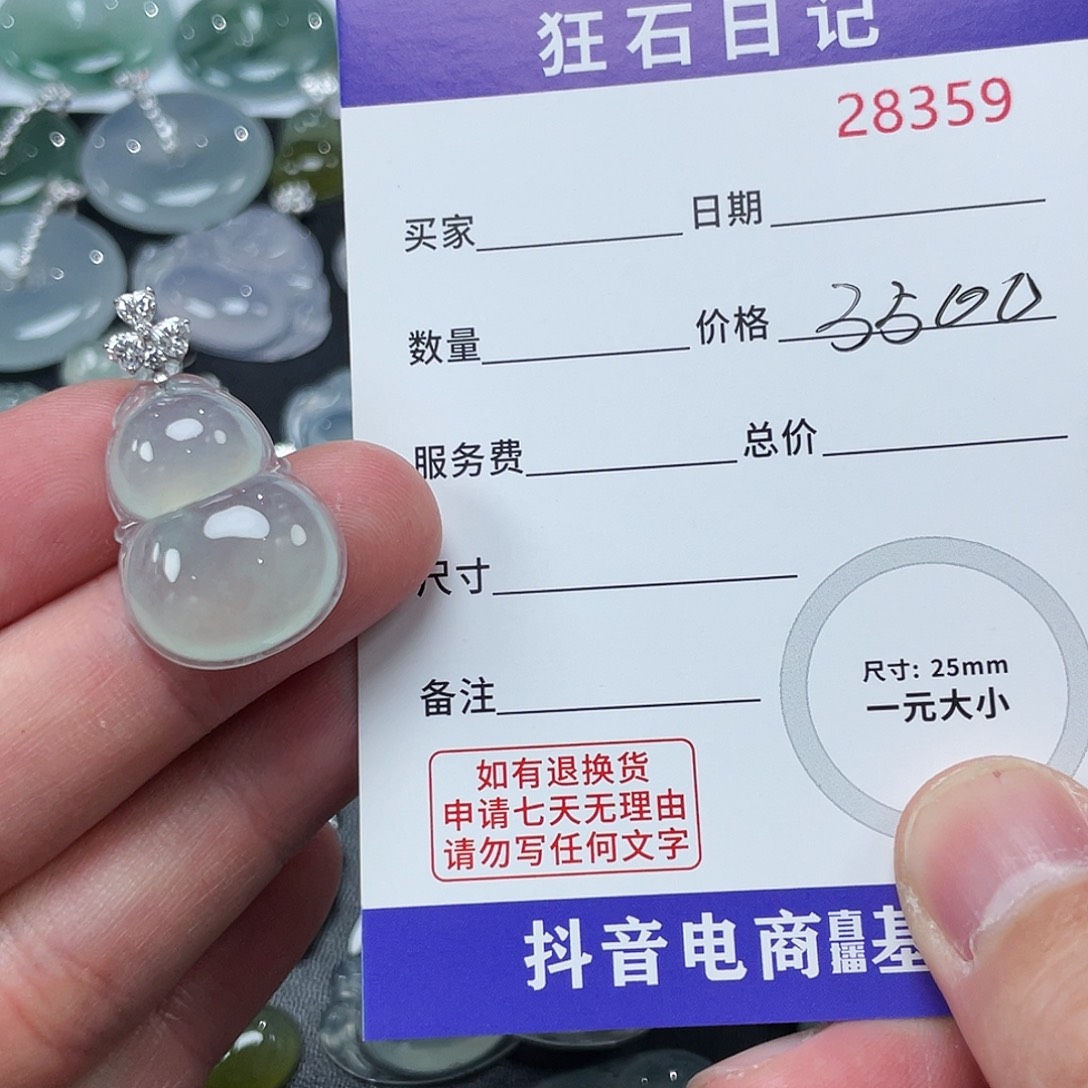 狂石日记
28359
买家 日期
数量 价格 3500
服务费 总价
尺寸
尺寸: 25mm
一元大小
备注
如有退换货
申请七天无理由
请勿写任何文字
抖音电商直播基